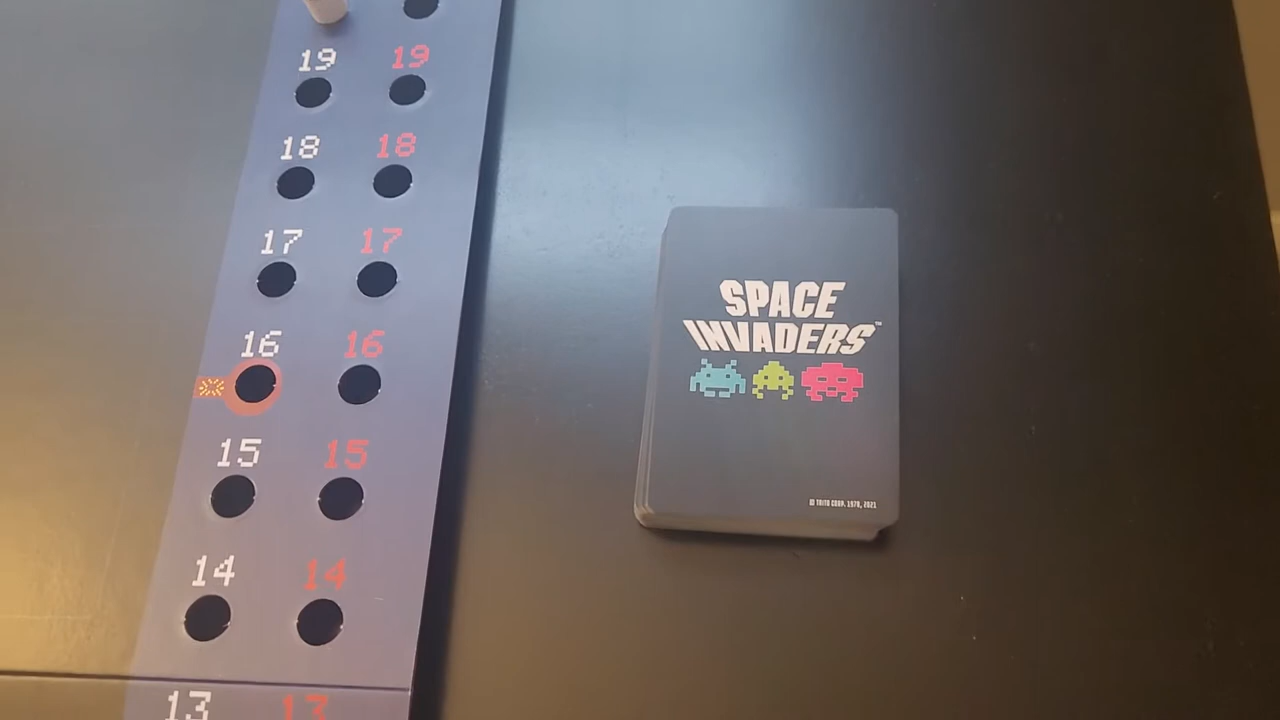 19 19
18 18
17 17
16 16
15 15
14 14
13 13
SPACE
INVADERS™
© TAITO CORP. 1978, 2021